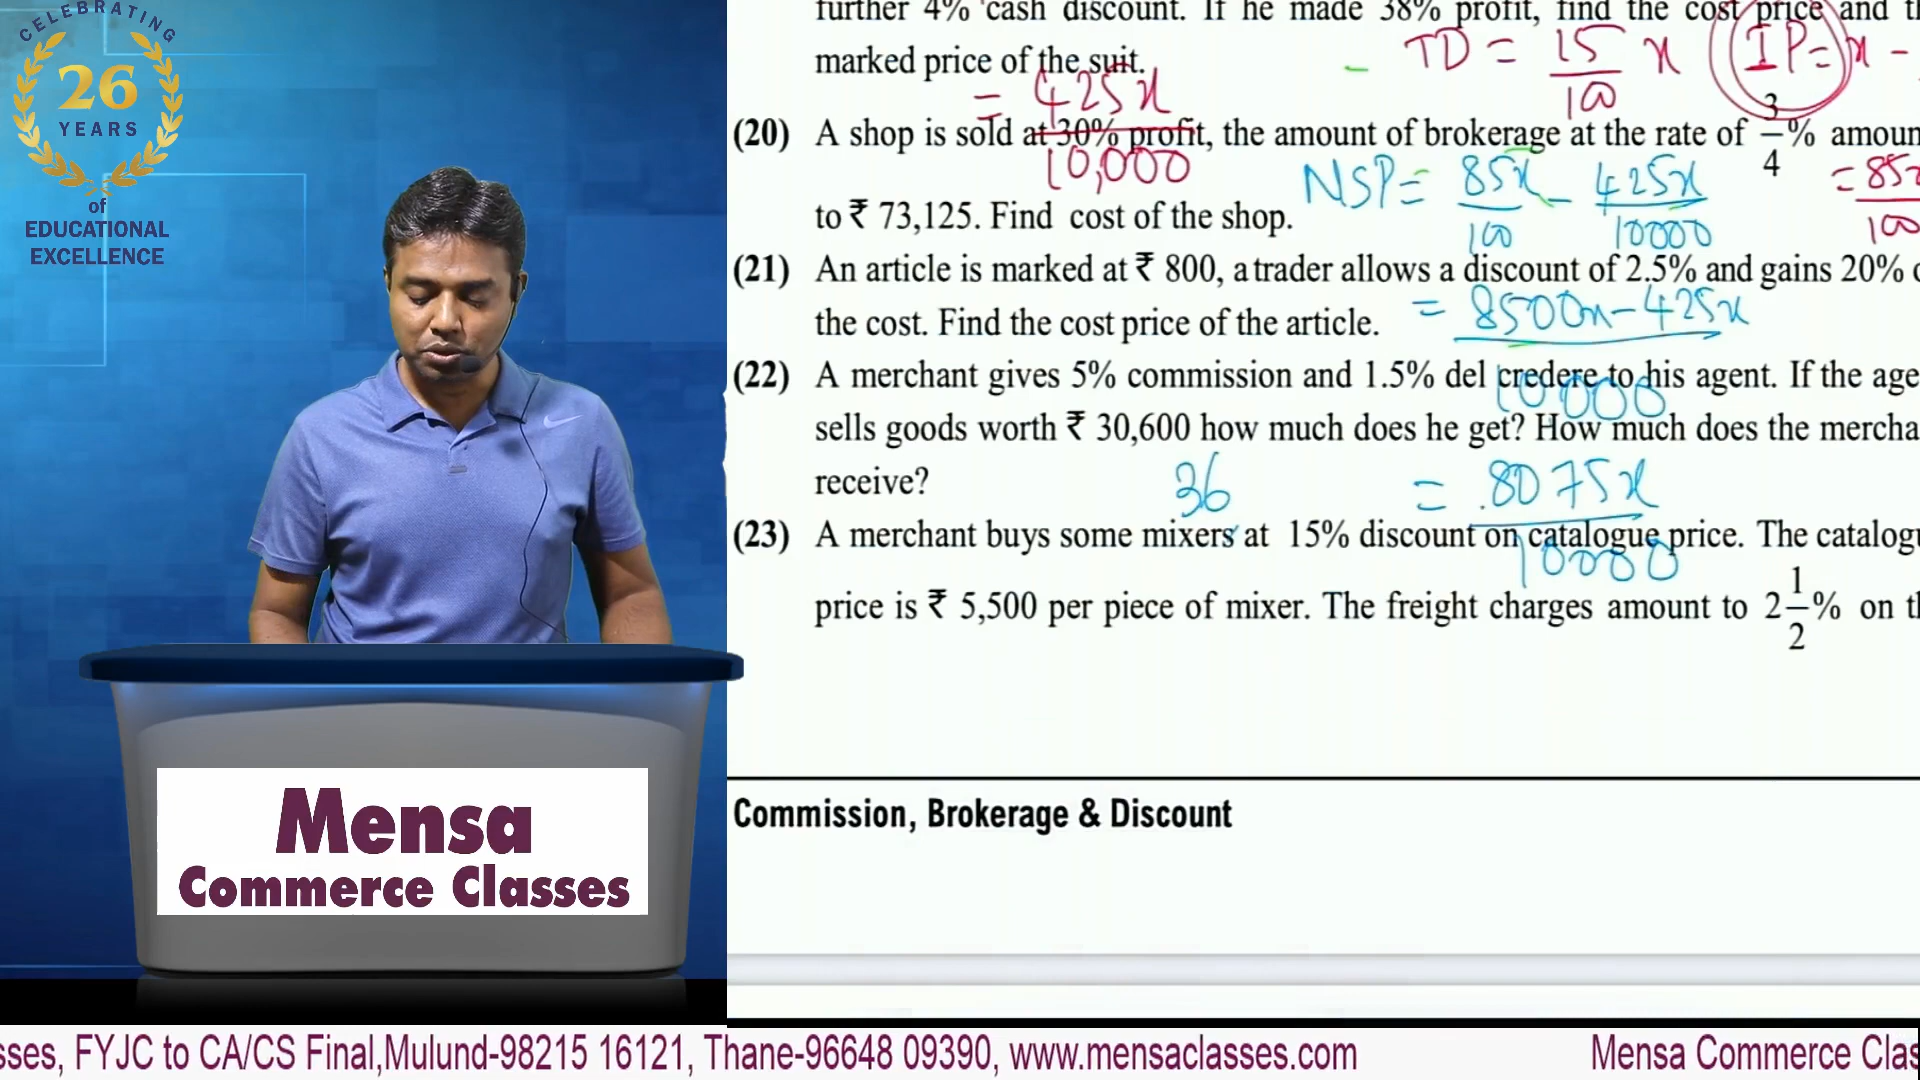 CELEBRATING
26
YEARS
of
EDUCATIONAL
EXCELLENCE
further 4% cash discount. If he made 38% profit, find the cost price and
marked price of the suit.
TD = 15/100 x
IP = x -
= 425x/10,000
(20) A shop is sold at 30% profit, the amount of brokerage at the rate of 3/4 %
to ₹ 73,125. Find cost of the shop.
NSP = 85x/100 - 425x/10000
(21) An article is marked at ₹ 800, a trader allows a discount of 2.5% and gains 20%
the cost. Find the cost price of the article.
= 8500x - 425x/10000
(22) A merchant gives 5% commission and 1.5% del credere to his agent. If the
sells goods worth ₹ 30,600 how much does he get? How much does the
receive?
36
= 8075x/10000
(23) A merchant buys some mixers at 15% discount on catalogue price. The
price is ₹ 5,500 per piece of mixer. The freight charges amount to 2 1/2 % on
Commission, Brokerage & Discount
Mensa
Commerce Classes
sses, FYJC to CA/CS Final,Mulund-98215 16121, Thane-96648 09390, www.mensaclasses.com
Mensa Commerce Clas